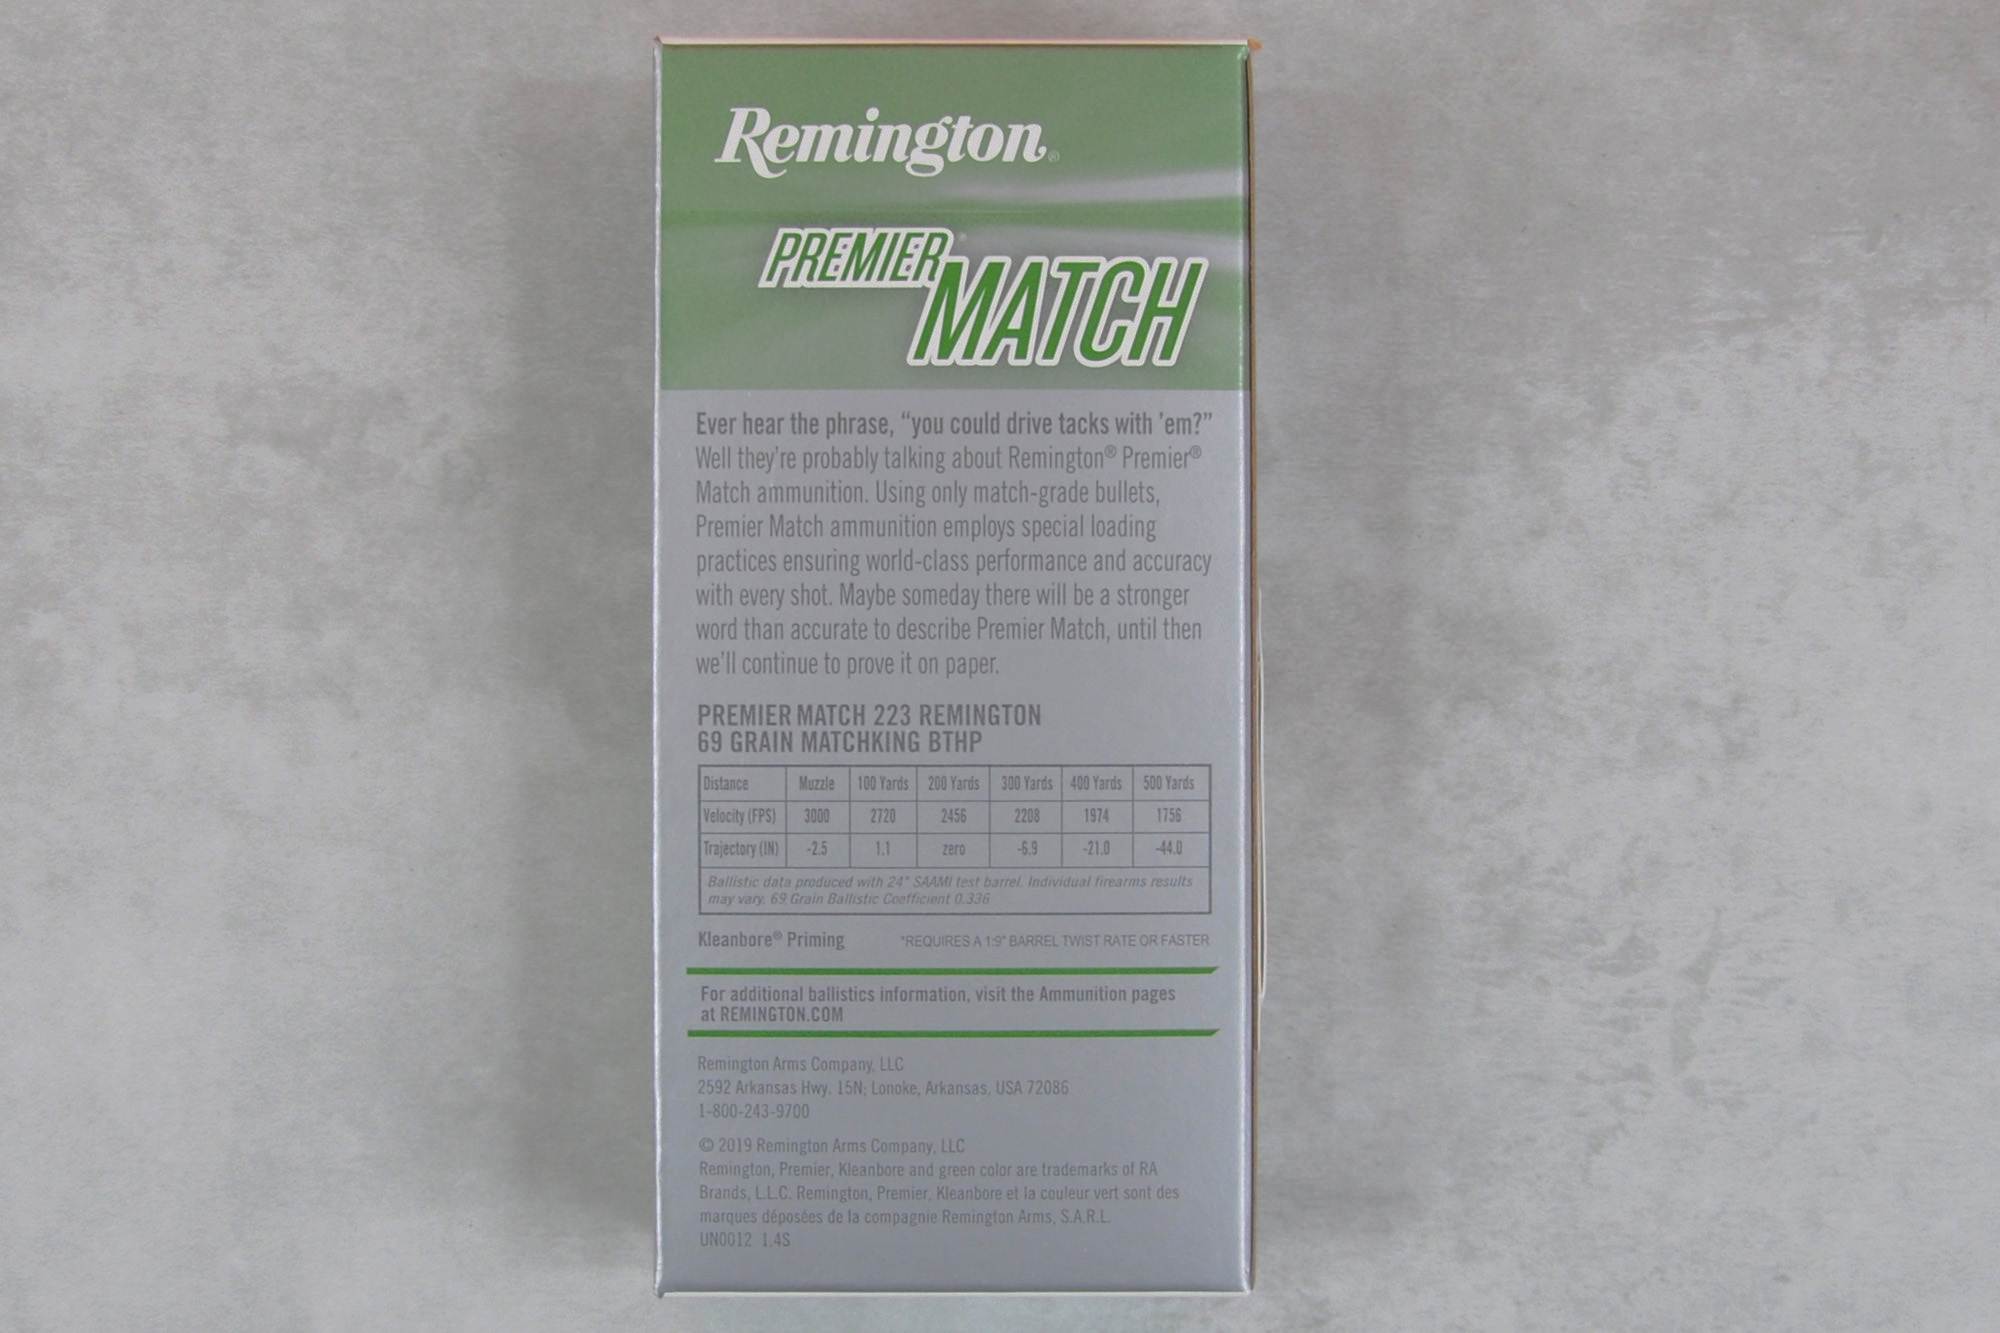 Remington®
PREMIER®
MATCH
Ever hear the phrase, “you could drive tacks with ’em?”
Well they’re probably talking about Remington® Premier®
Match ammunition. Using only match-grade bullets,
Premier Match ammunition employs special loading
practices ensuring world-class performance and accuracy
with every shot. Maybe someday there will be a stronger
word than accurate to describe Premier Match, until then
we’ll continue to prove it on paper.
PREMIER MATCH 223 REMINGTON
69 GRAIN MATCHKING BTHP
Distance Muzzle 100 Yards 200 Yards 300 Yards 400 Yards 500 Yards
Velocity (FPS) 3000 2720 2456 2208 1974 1756
Trajectory (IN) -2.5 1.1 zero -6.9 -21.0 -44.0
Ballistic data produced with 24" SAAMI test barrel. Individual firearms results
may vary. 69 Grain Ballistic Coefficient 0.336
Kleanbore® Priming *REQUIRES A 1:9" BARREL TWIST RATE OR FASTER
For additional ballistics information, visit the Ammunition pages
at REMINGTON.COM
Remington Arms Company, LLC
2592 Arkansas Hwy. 15N; Lonoke, Arkansas, USA 72086
1-800-243-9700
© 2019 Remington Arms Company, LLC
Remington, Premier, Kleanbore and green color are trademarks of RA
Brands, L.L.C. Remington, Premier, Kleanbore et la couleur vert sont des
marques déposées de la compagnie Remington Arms, S.A.R.L.
UN0012 1.4S